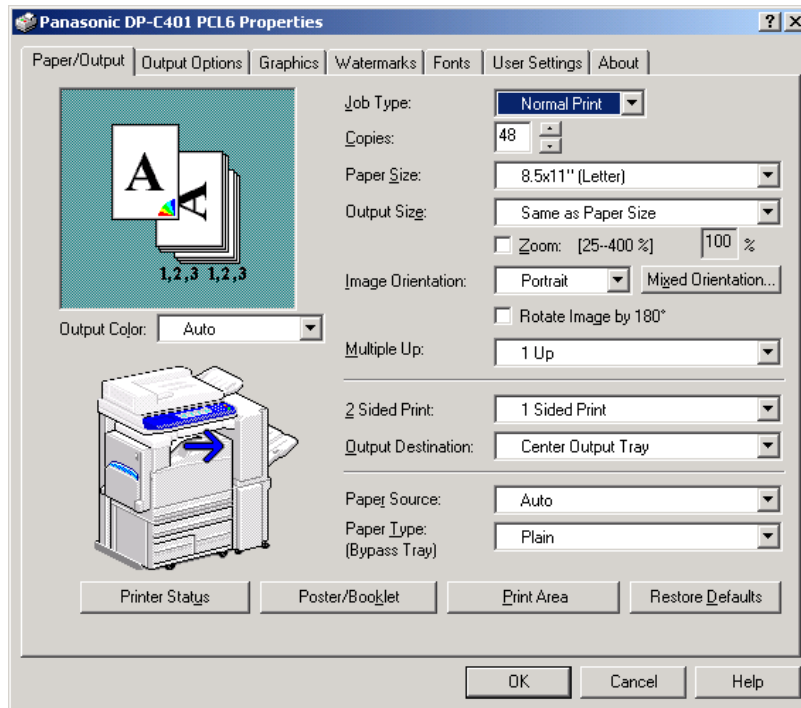 Panasonic DP-C401 PCL6 Properties
Paper/Output Output Options Graphics Watermarks Fonts User Settings About
A
A
1,2,3 1,2,3
Output Color: Auto
Job Type: Normal Print
Copies: 48
Paper Size: 8.5x11" (Letter)
Output Size: Same as Paper Size
Zoom: [25--400 %] 100 %
Image Orientation: Portrait Mixed Orientation...
Rotate Image by 180°
Multiple Up: 1 Up
2 Sided Print: 1 Sided Print
Output Destination: Center Output Tray
Paper Source: Auto
Paper Type: Plain
(Bypass Tray)
Printer Status Poster/Booklet Print Area Restore Defaults
OK Cancel Help